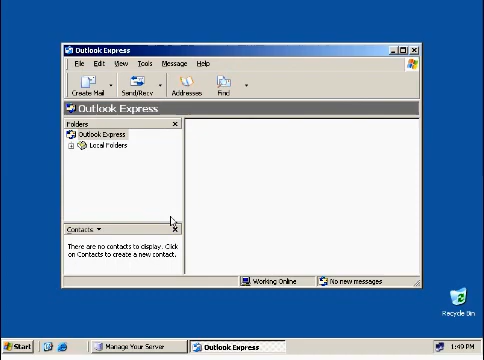 Outlook Express
File Edit View Tools Message Help
Create Mail Send/Recv Addresses Find
Outlook Express
Folders
Outlook Express
Local Folders
Contacts
There are no contacts to display. Click
on Contacts to create a new contact.
Working Online No new messages
Recycle Bin
Start Manage Your Server Outlook Express 1:49 PM